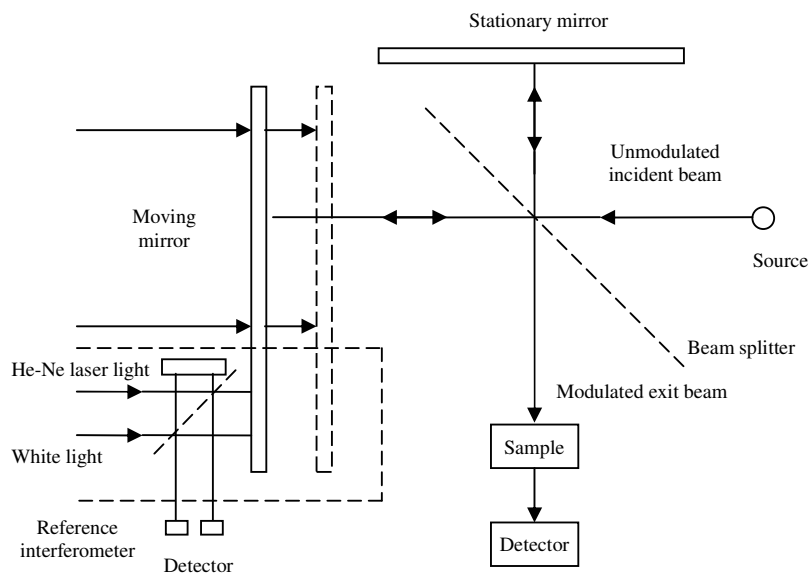 Stationary mirror
Unmodulated
incident beam
Moving
mirror
Source
Beam splitter
He-Ne laser light
Modulated exit beam
White light
Sample
Reference
interferometer
Detector
Detector